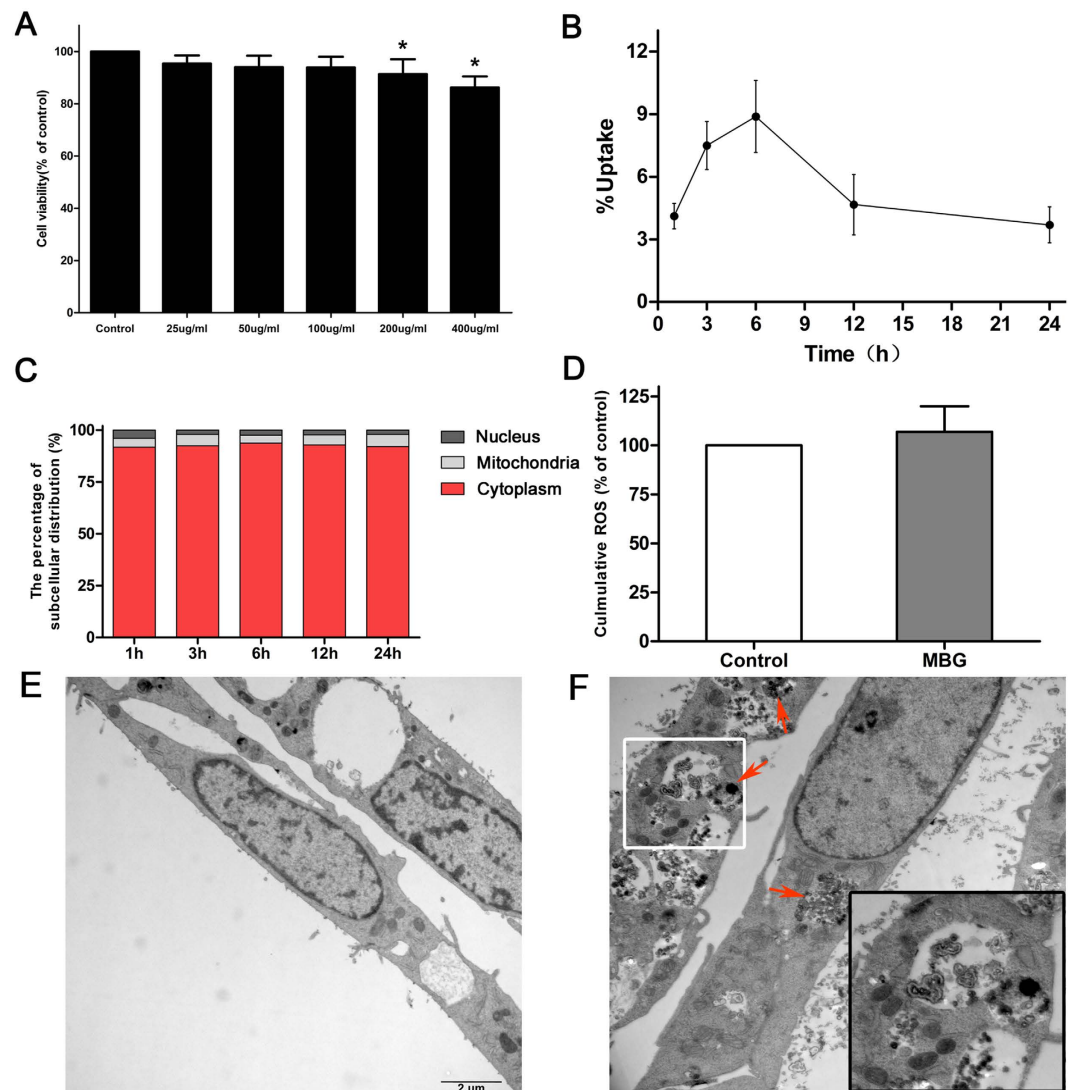 A
Cell viability(% of control)
100
80
60
40
20
0
* *
Control 25ug/ml 50ug/ml 100ug/ml 200ug/ml 400ug/ml
B
%Uptake
12
9
6
3
0
0 3 6 12 15 18 21 24
Time（h）
C
The percentage of
subcellular distribution (%)
100
75
50
25
0
1h 3h 6h 12h 24h
Nucleus
Mitochondria
Cytoplasm
D
Culmulative ROS (% of control)
125
100
75
50
25
0
Control MBG
E
2 μm
F